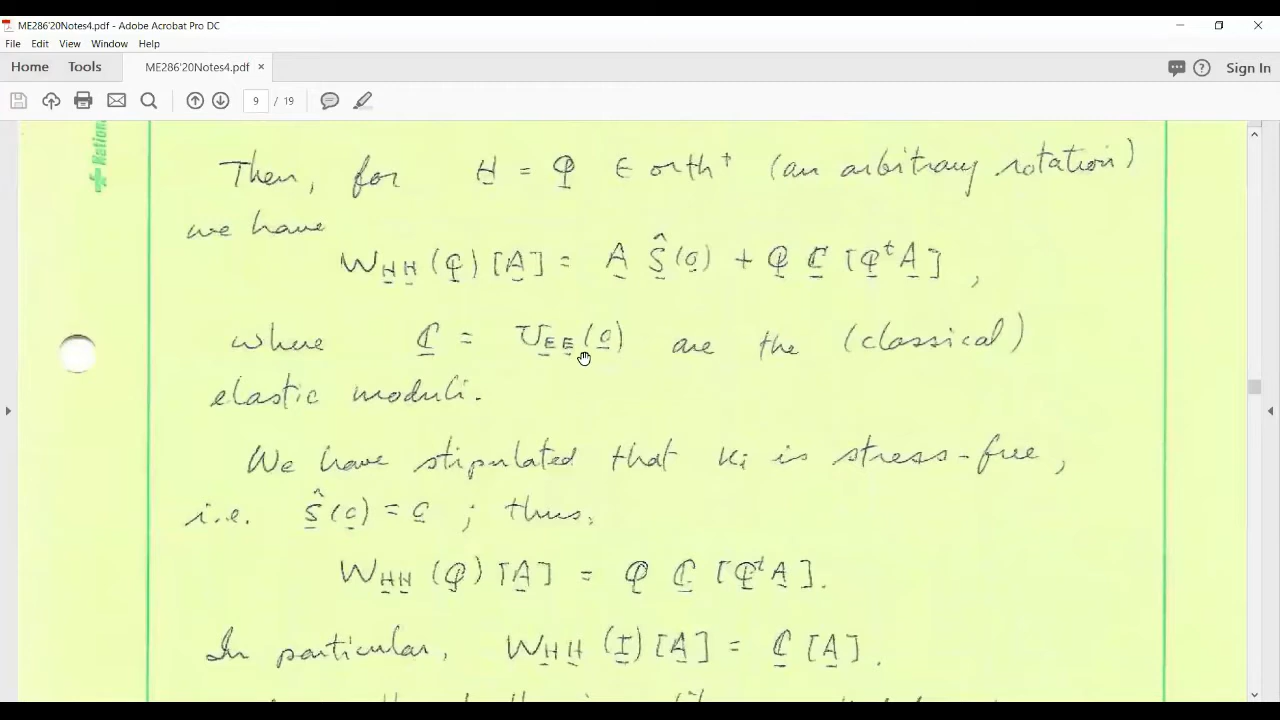 ME286'20Notes4.pdf - Adobe Acrobat Pro DC
File Edit View Window Help
Home Tools ME286'20Notes4.pdf × Sign In
9 / 19
Then, for H = Q ∈ orth⁺ (an arbitrary rotation)
we have
W_HH (Q) [A] = A Ŝ(0) + Q ℂ [QᵗA] ,
where ℂ = U_EE(0) are the (classical)
elastic moduli.
We have stipulated that κi is stress-free,
i.e. Ŝ(0) = 0 ; thus,
W_HH (Q) [A] = Q ℂ [QᵗA].
In particular, W_HH (I) [A] = ℂ [A].